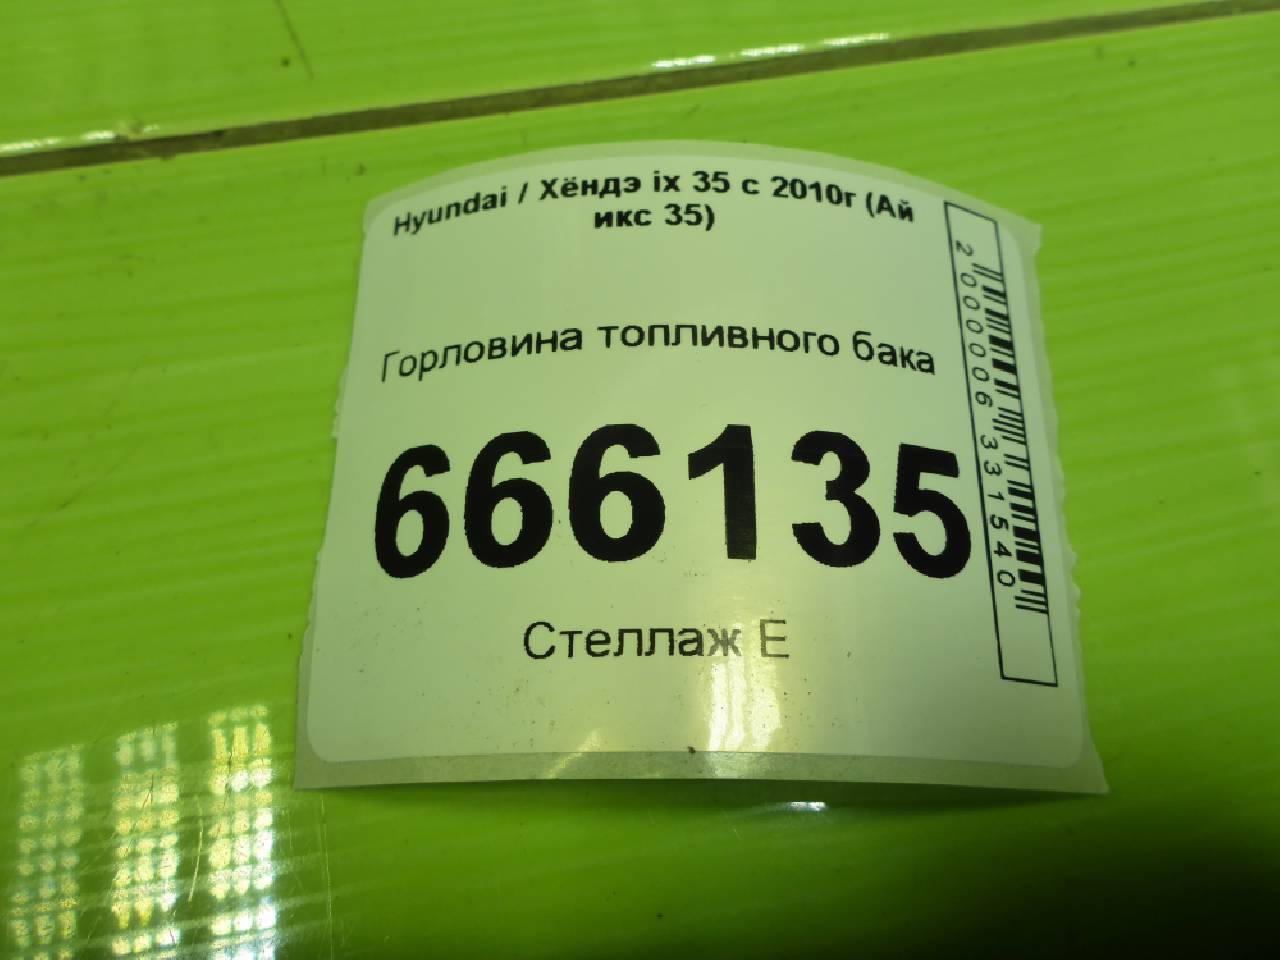 Hyundai / Хёндэ ix 35 с 2010г (Ай
икс 35)
Горловина топливного бака
666135
Стеллаж Е
2000006331540